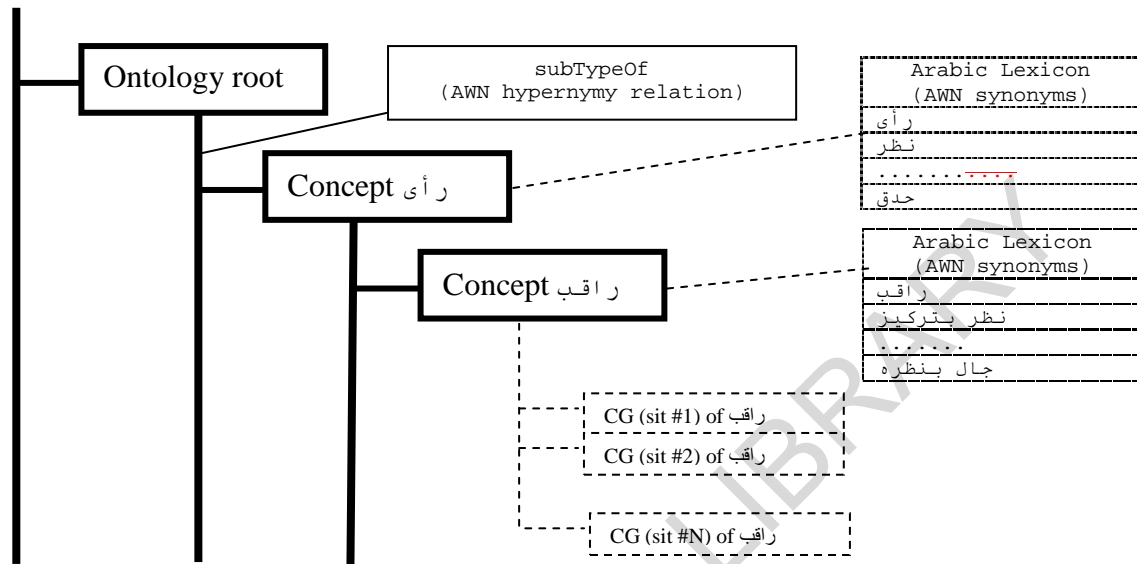 Ontology root
subTypeOf
(AWN hypernymy relation)
Arabic Lexicon
(AWN synonyms)
رأى
نظر
...........
حدق
Concept رأى
Concept راقب
Arabic Lexicon
(AWN synonyms)
راقب
نظر بتركيز
.......
جال بنظره
CG (sit #1) of راقب
CG (sit #2) of راقب
CG (sit #N) of راقب
LIBRARY